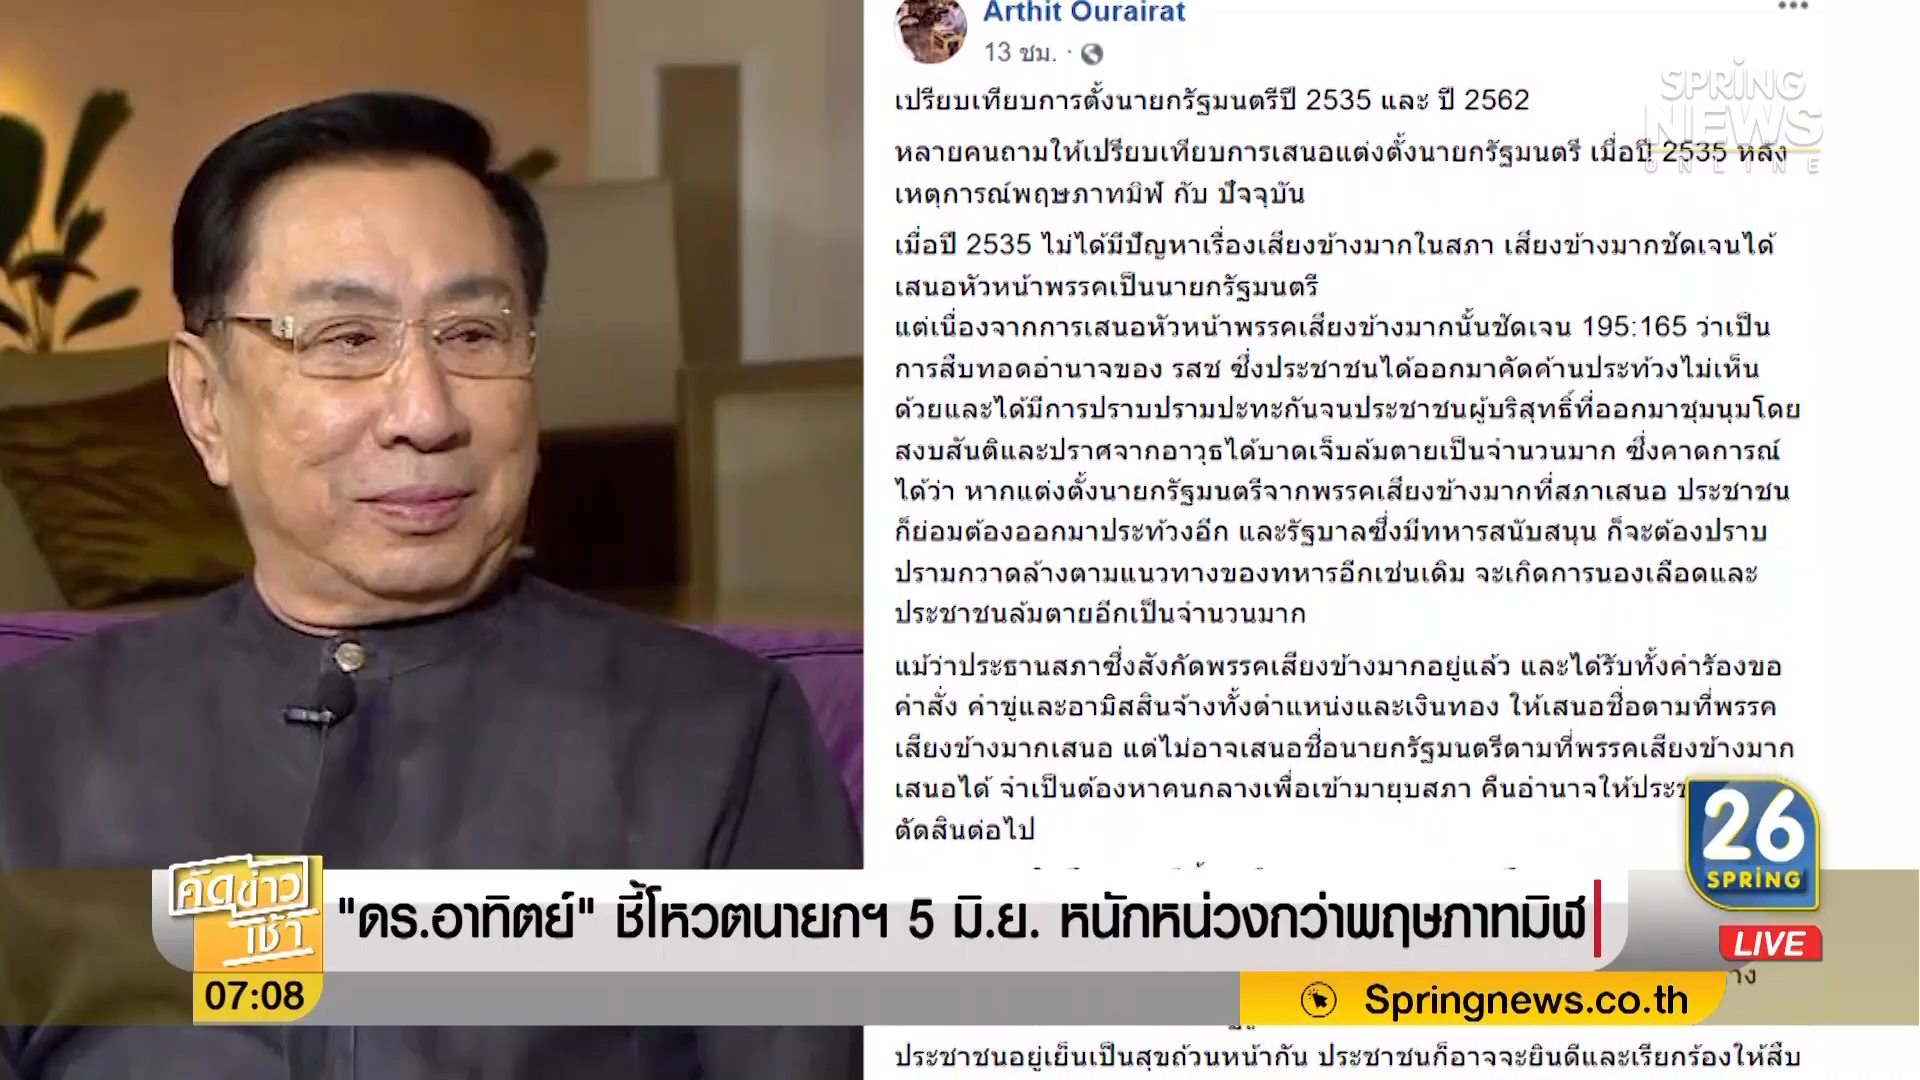 Arthit Ourairat
13 ชม. ·
SPRING
NEWS
ONLINE
เปรียบเทียบการตั้งนายกรัฐมนตรีปี 2535 และ ปี 2562
หลายคนถามให้เปรียบเทียบการเสนอแต่งตั้งนายกรัฐมนตรี เมื่อปี 2535 หลัง
เหตุการณ์พฤษภาทมิฬ กับ ปัจจุบัน
เมื่อปี 2535 ไม่ได้มีปัญหาเรื่องเสียงข้างมากในสภา เสียงข้างมากชัดเจนได้
เสนอหัวหน้าพรรคเป็นนายกรัฐมนตรี
แต่เนื่องจากการเสนอหัวหน้าพรรคเสียงข้างมากนั้นชัดเจน 195:165 ว่าเป็น
การสืบทอดอำนาจของ รสช ซึ่งประชาชนได้ออกมาคัดค้านประท้วงไม่เห็น
ด้วยและได้มีการปราบปรามปะทะกันจนประชาชนผู้บริสุทธิ์ที่ออกมาชุมนุมโดย
สงบสันติและปราศจากอาวุธได้บาดเจ็บล้มตายเป็นจำนวนมาก ซึ่งคาดการณ์
ได้ว่า หากแต่งตั้งนายกรัฐมนตรีจากพรรคเสียงข้างมากที่สภาเสนอ ประชาชน
ก็ย่อมต้องออกมาประท้วงอีก และรัฐบาลซึ่งมีทหารสนับสนุน ก็จะต้องปราบ
ปรามกวาดล้างตามแนวทางของทหารอีกเช่นเดิม จะเกิดการนองเลือดและ
ประชาชนล้มตายอีกเป็นจำนวนมาก
แม้ว่าประธานสภาซึ่งสังกัดพรรคเสียงข้างมากอยู่แล้ว และได้รับทั้งคำร้องขอ
คำสั่ง คำขู่และอามิสสินจ้างทั้งตำแหน่งและเงินทอง ให้เสนอชื่อตามที่พรรค
เสียงข้างมากเสนอ แต่ไม่อาจเสนอชื่อนายกรัฐมนตรีตามที่พรรคเสียงข้างมาก
เสนอได้ จำเป็นต้องหาคนกลางเพื่อเข้ามายุบสภา คืนอำนาจให้ประช
ตัดสินต่อไป
26
SPRING
LIVE
คัดข่าว
เช้า
"ดร.อาทิตย์" ชี้โหวตนายกฯ 5 มิ.ย. หนักหน่วงกว่าพฤษภาทมิฬ
07:08
Springnews.co.th
ประชาชนอยู่เย็นเป็นสุขถ้วนหน้ากัน ประชาชนก็อาจจะยินดีและเรียกร้องให้สืบ